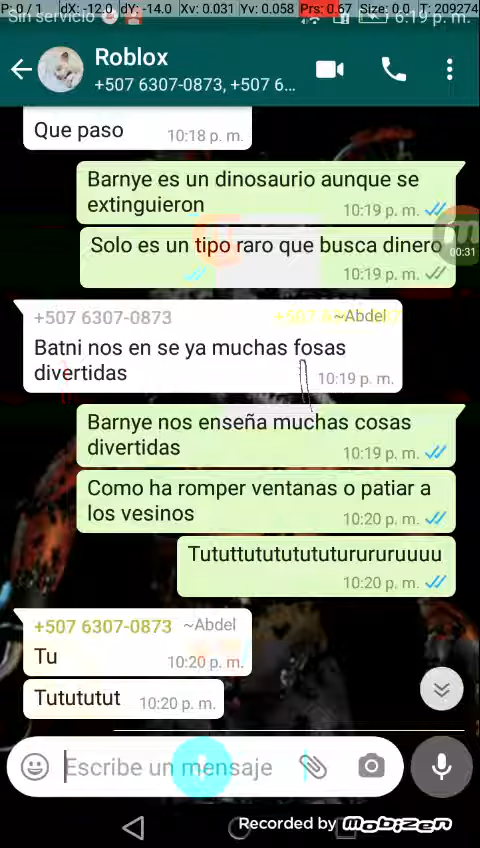 P: 0 / 1 dX: -12.0 dY: -14.0 Xv: 0.031 Yv: 0.058 Prs: 0.67 Size: 0.0 T: 209274
Sin servicio 6:19 p. m.
Roblox
+507 6307-0873, +507 6...
Que paso 10:18 p. m.
Barnye es un dinosaurio aunque se
extinguieron
10:19 p. m.
00:31
Solo es un tipo raro que busca dinero
10:19 p. m.
+507 6307-0873 ~Abdel
Batni nos en se ya muchas fosas
divertidas
10:19 p. m.
Barnye nos enseña muchas cosas
divertidas
10:19 p. m.
Como ha romper ventanas o patiar a
los vesinos
10:20 p. m.
Tututtutututututurururuuuu
10:20 p. m.
+507 6307-0873 ~Abdel
Tu 10:20 p. m.
Tutututut 10:20 p. m.
Escribe un mensaje
Recorded by Mobizen